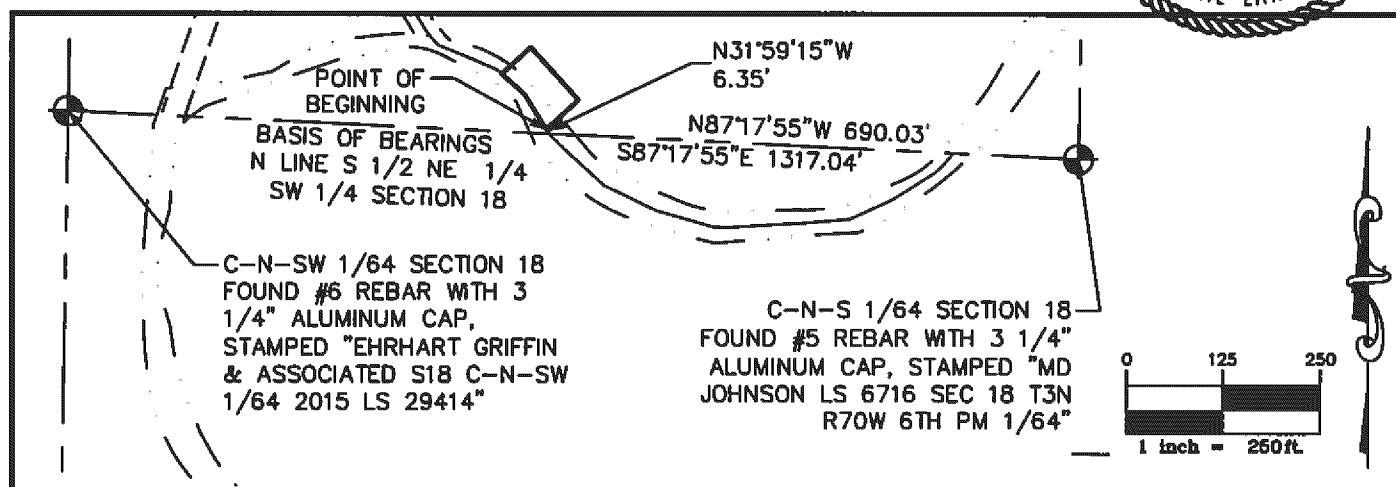 N31°59'15"W
6.35'
POINT OF
BEGINNING
N87°17'55"W 690.03'
S87°17'55"E 1317.04'
BASIS OF BEARINGS
N LINE S 1/2 NE 1/4
SW 1/4 SECTION 18
C-N-SW 1/64 SECTION 18
FOUND #6 REBAR WITH 3
1/4" ALUMINUM CAP,
STAMPED "EHRHART GRIFFIN
& ASSOCIATED S18 C-N-SW
1/64 2015 LS 29414"
C-N-S 1/64 SECTION 18
FOUND #5 REBAR WITH 3 1/4"
ALUMINUM CAP, STAMPED "MD
JOHNSON LS 6716 SEC 18 T3N
R70W 6TH PM 1/64"
0 125 250
1 inch = 250ft.